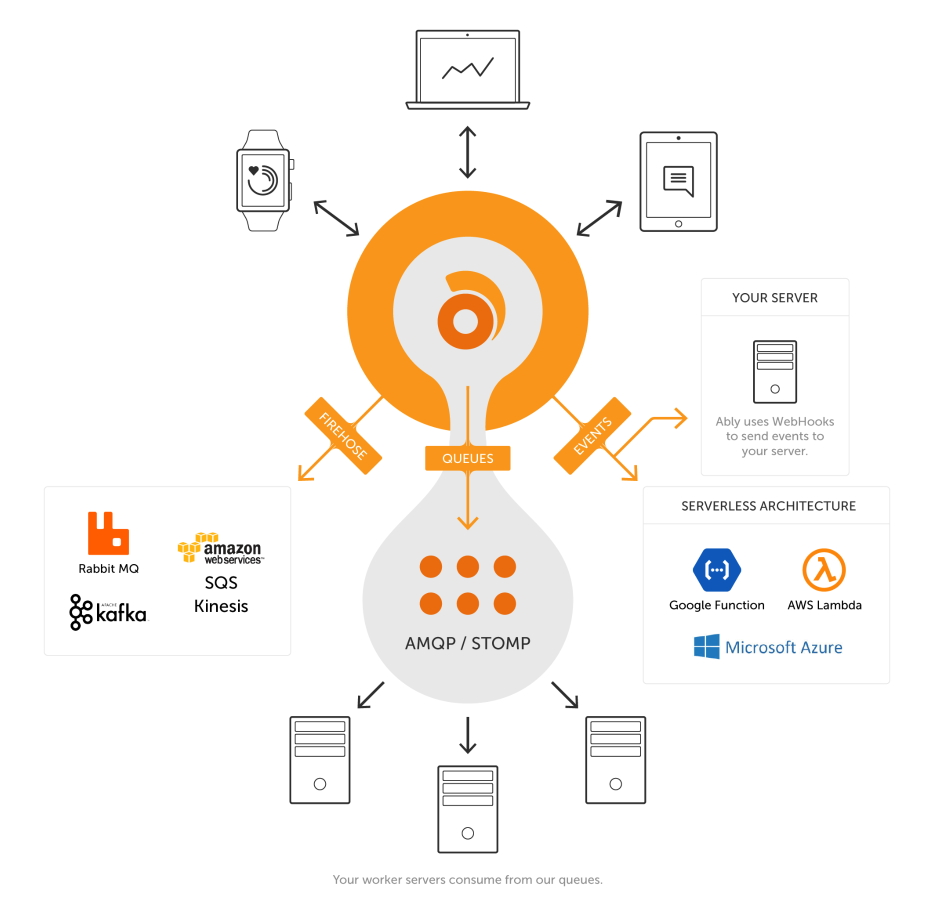 YOUR SERVER
Ably uses WebHooks
to send events to
your server.
FIREHOSE
QUEUES
EVENTS
Rabbit MQ
amazon
webservices™
SQS
Kinesis
APACHE
kafka
SERVERLESS ARCHITECTURE
Google Function
AWS Lambda
Microsoft Azure
AMQP / STOMP
Your worker servers consume from our queues.